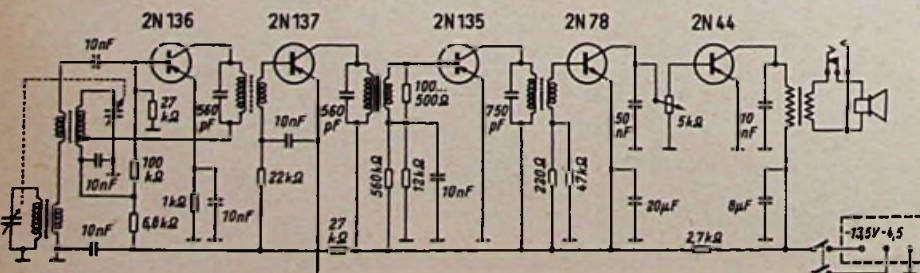 2N136 2N137 2N135 2N78 2N44
10nF
27 kΩ
560 pF
10nF
560 pF
100... 500Ω
750 pF
50 nF
5kΩ
10 nF
10nF
100 kΩ
22kΩ
560kΩ
12kΩ
10nF
220Ω
47kΩ
1kΩ
10nF
20µF
8µF
10nF
6,8kΩ
27 kΩ
2,7kΩ
-13,5V-4,5